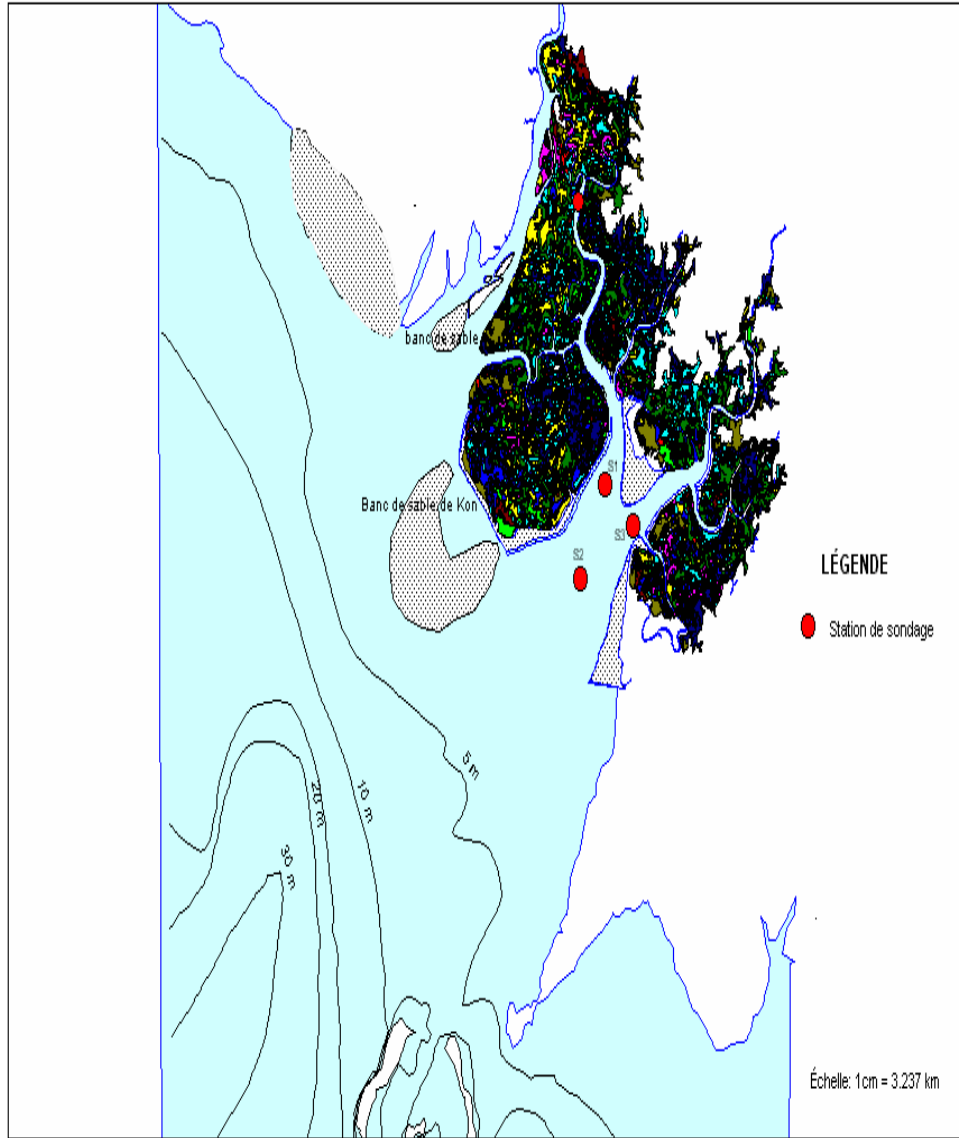 banc de sable
S1
Banc de sable de Kon
S3
S2
LÉGENDE
Station de sondage
5 m
10 m
20 m
30 m
Échelle: 1cm = 3.237 km